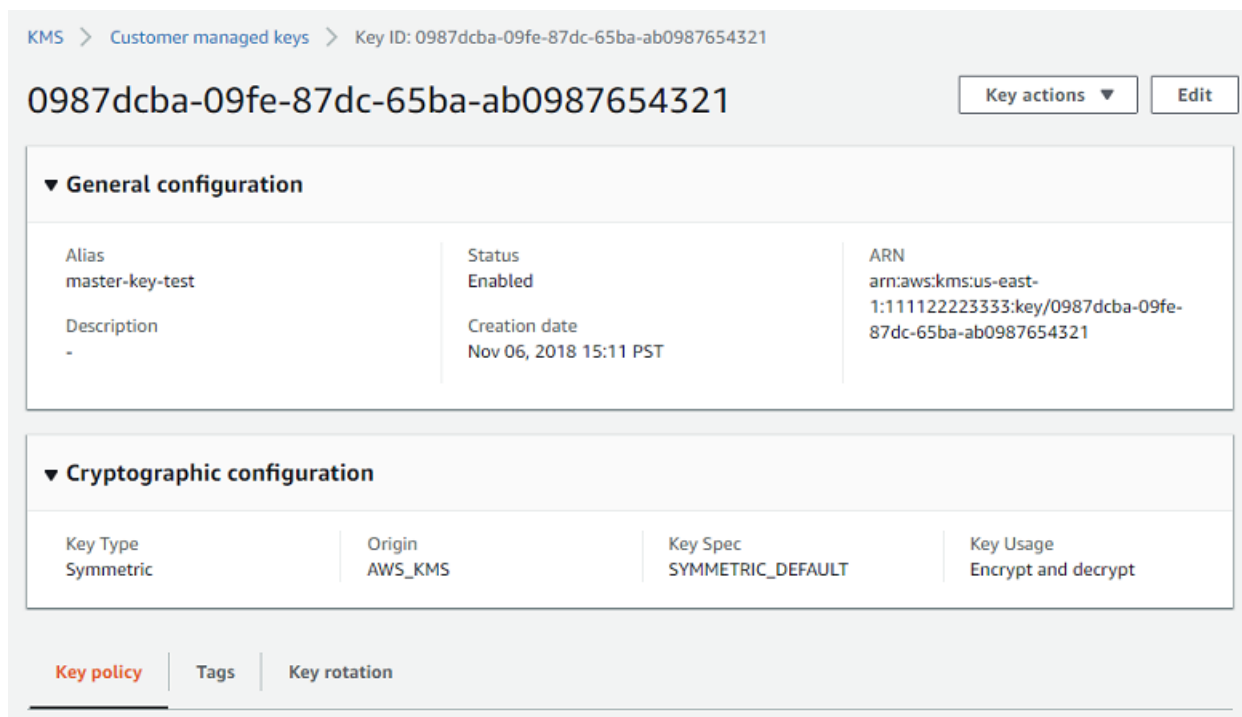 KMS > Customer managed keys > Key ID: 0987dcba-09fe-87dc-65ba-ab0987654321
0987dcba-09fe-87dc-65ba-ab0987654321
Key actions ▼
Edit
▼ General configuration
Alias
master-key-test
Description
-
Status
Enabled
Creation date
Nov 06, 2018 15:11 PST
ARN
arn:aws:kms:us-east-
1:111122223333:key/0987dcba-09fe-
87dc-65ba-ab0987654321
▼ Cryptographic configuration
Key Type
Symmetric
Origin
AWS_KMS
Key Spec
SYMMETRIC_DEFAULT
Key Usage
Encrypt and decrypt
Key policy
Tags
Key rotation